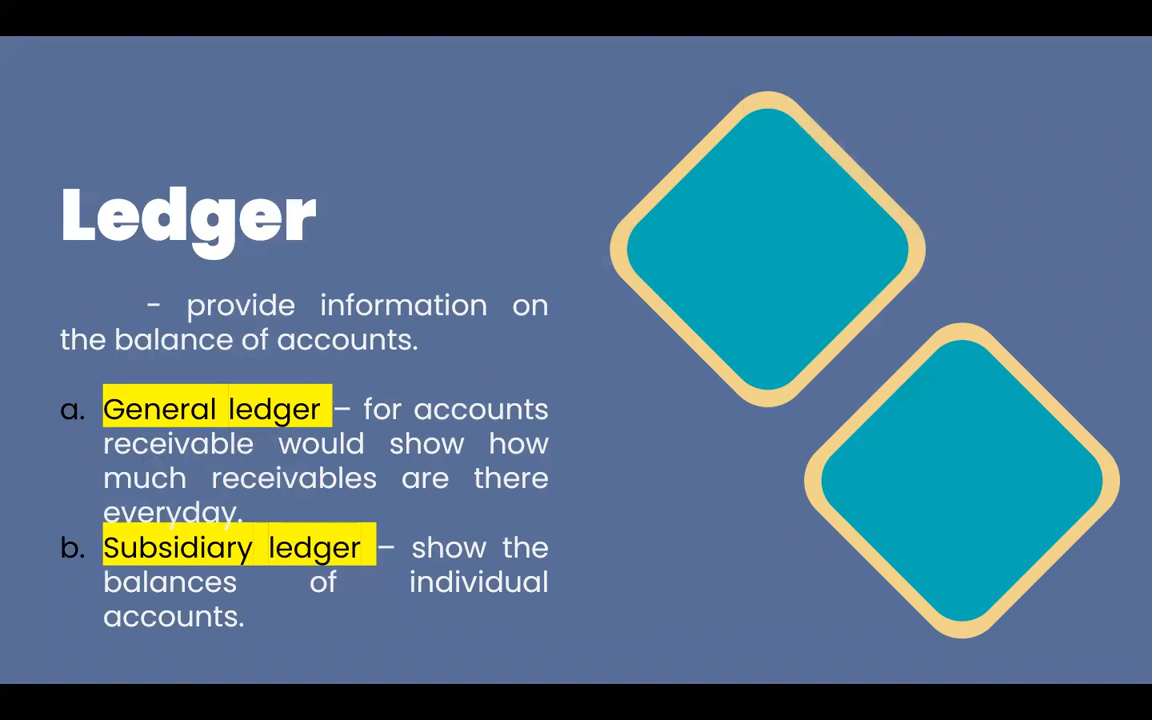 Ledger
- provide information on
the balance of accounts.
a. General ledger – for accounts
receivable would show how
much receivables are there
everyday.
b. Subsidiary ledger – show the
balances of individual
accounts.